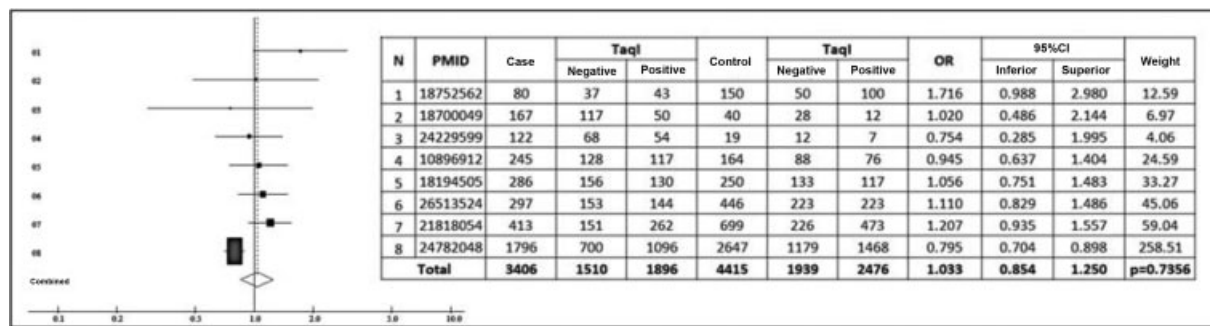 N PMID Case TaqI Control TaqI OR 95%CI Weight
Negative Positive Negative Positive Inferior Superior
01
02
03
04
05
06
07
08
Combined
0.1 0.2 0.5 1.0 2.0 5.0 10.0
1 18752562 80 37 43 150 50 100 1.716 0.988 2.980 12.59
2 18700049 167 117 50 40 28 12 1.020 0.486 2.144 6.97
3 24229599 122 68 54 19 12 7 0.754 0.285 1.995 4.06
4 10896912 245 128 117 164 88 76 0.945 0.637 1.404 24.59
5 18194505 286 156 130 250 133 117 1.056 0.751 1.483 33.27
6 26513524 297 153 144 446 223 223 1.110 0.829 1.486 45.06
7 21818054 413 151 262 699 226 473 1.207 0.935 1.557 59.04
8 24782048 1796 700 1096 2647 1179 1468 0.795 0.704 0.898 258.51
Total 3406 1510 1896 4415 1939 2476 1.033 0.854 1.250 p=0.7356